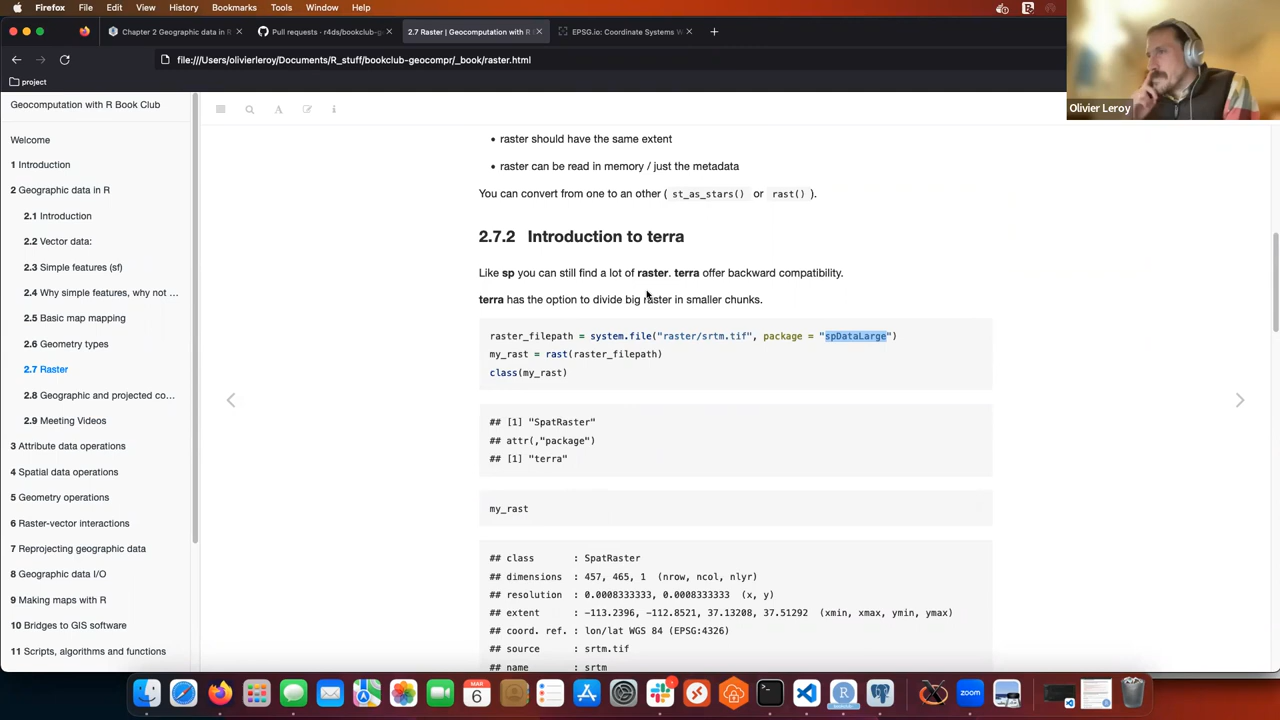 Firefox File Edit View History Bookmarks Tools Window Help
Chapter 2 Geographic data in R
Pull requests · r4ds/bookclub-g
2.7 Raster | Geocomputation with R
EPSG.io: Coordinate Systems W
file:///Users/olivierleroy/Documents/R_stuff/bookclub-geocompr/_book/raster.html
project
Olivier Leroy
Geocomputation with R Book Club
Welcome
1 Introduction
2 Geographic data in R
2.1 Introduction
2.2 Vector data:
2.3 Simple features (sf)
2.4 Why simple features, why not ...
2.5 Basic map mapping
2.6 Geometry types
2.7 Raster
2.8 Geographic and projected co...
2.9 Meeting Videos
3 Attribute data operations
4 Spatial data operations
5 Geometry operations
6 Raster-vector interactions
7 Reprojecting geographic data
8 Geographic data I/O
9 Making maps with R
10 Bridges to GIS software
11 Scripts, algorithms and functions
• raster should have the same extent
• raster can be read in memory / just the metadata
You can convert from one to an other ( st_as_stars() or rast() ).
2.7.2 Introduction to terra
Like sp you can still find a lot of raster. terra offer backward compatibility.
terra has the option to divide big raster in smaller chunks.
raster_filepath = system.file("raster/srtm.tif", package = "spDataLarge")
my_rast = rast(raster_filepath)
class(my_rast)
## [1] "SpatRaster"
## attr(,"package")
## [1] "terra"
my_rast
## class : SpatRaster
## dimensions : 457, 465, 1 (nrow, ncol, nlyr)
## resolution : 0.0008333333, 0.0008333333 (x, y)
## extent : -113.2396, -112.8521, 37.13208, 37.51292 (xmin, xmax, ymin, ymax)
## coord. ref. : lon/lat WGS 84 (EPSG:4326)
## source : srtm.tif
## name : srtm
MAR
6
zoom